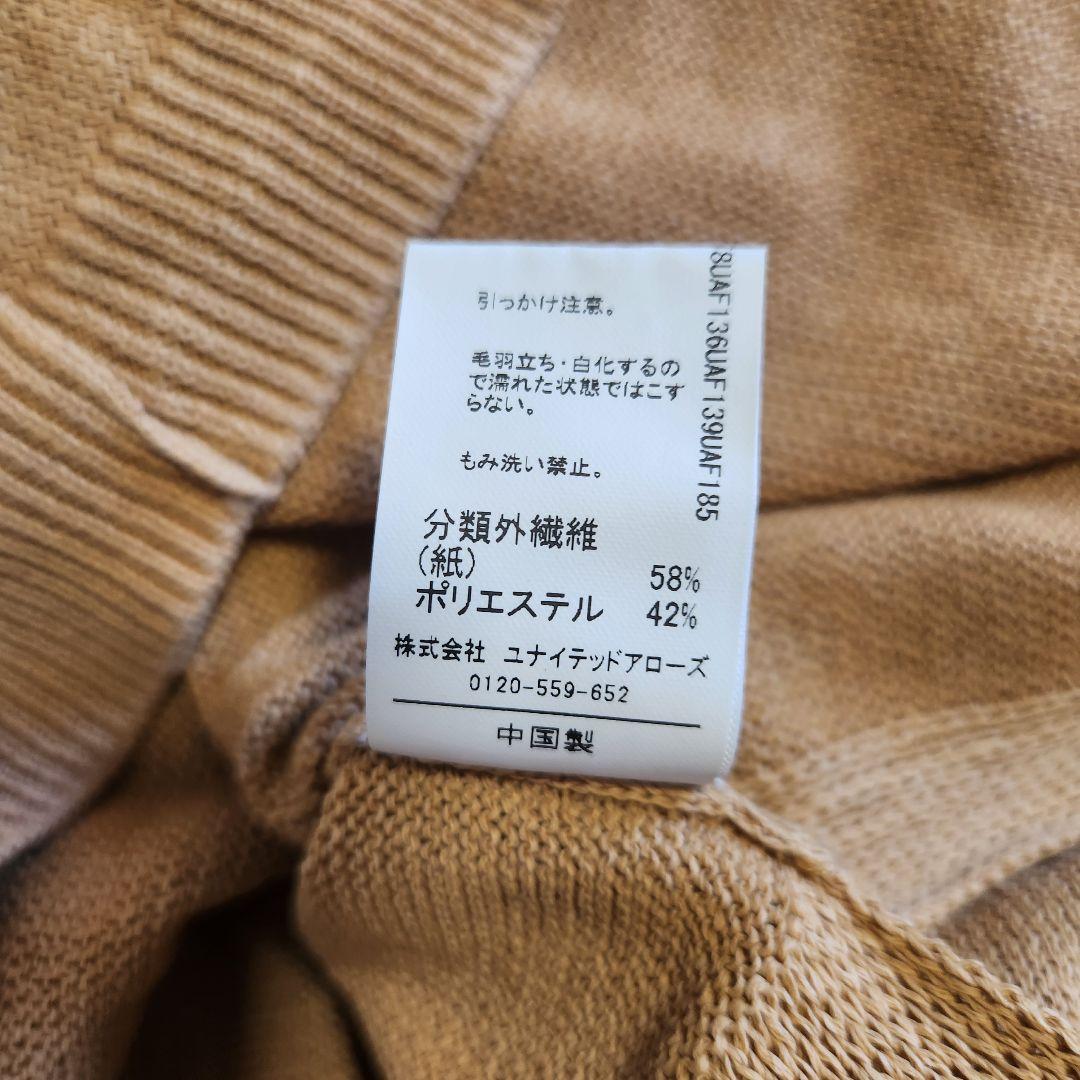 引っかけ注意。
毛羽立ち・白化するの
で濡れた状態ではこす
らない。
もみ洗い禁止。
分類外繊維
(紙) 58%
ポリエステル 42%
株式会社 ユナイテッドアローズ
0120-559-652
中国製
8UAF136UAF139UAF185